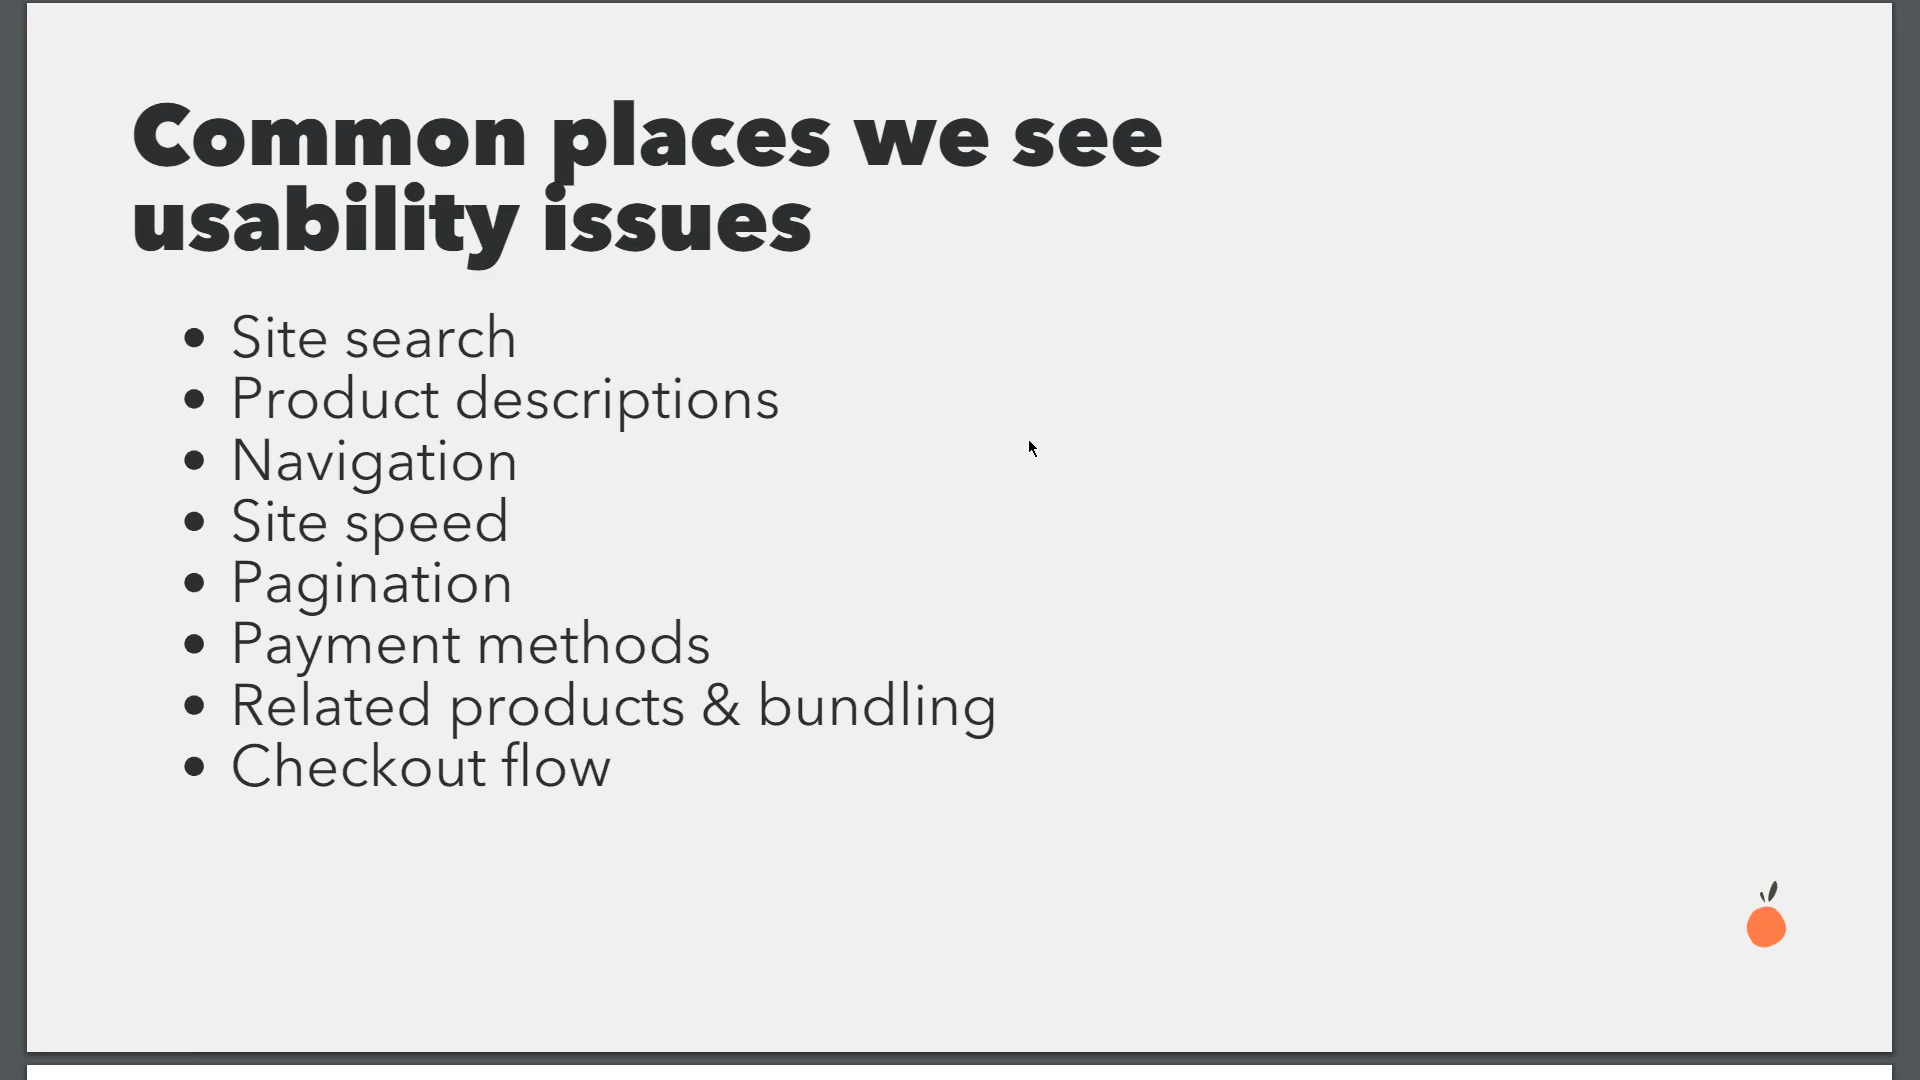 Common places we see
usability issues
• Site search
• Product descriptions
• Navigation
• Site speed
• Pagination
• Payment methods
• Related products & bundling
• Checkout flow